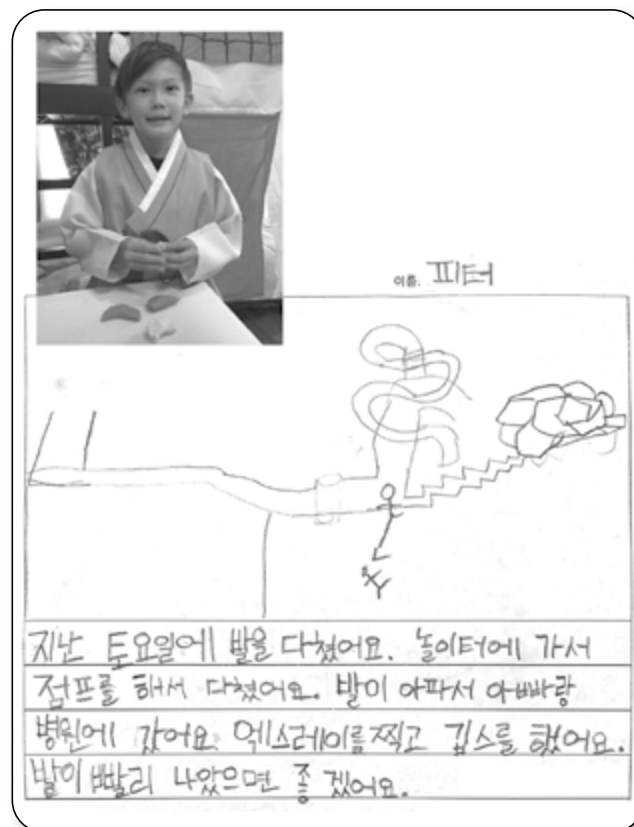 이름: 피터
지난 토요일에 발을 다쳤어요. 놀이터에 가서
점프를 해서 다쳤어요. 발이 아파서 아빠랑
병원에 갔어요. 엑스레이를 찍고 깁스를 했어요.
발이 빨리 나았으면 좋겠어요.